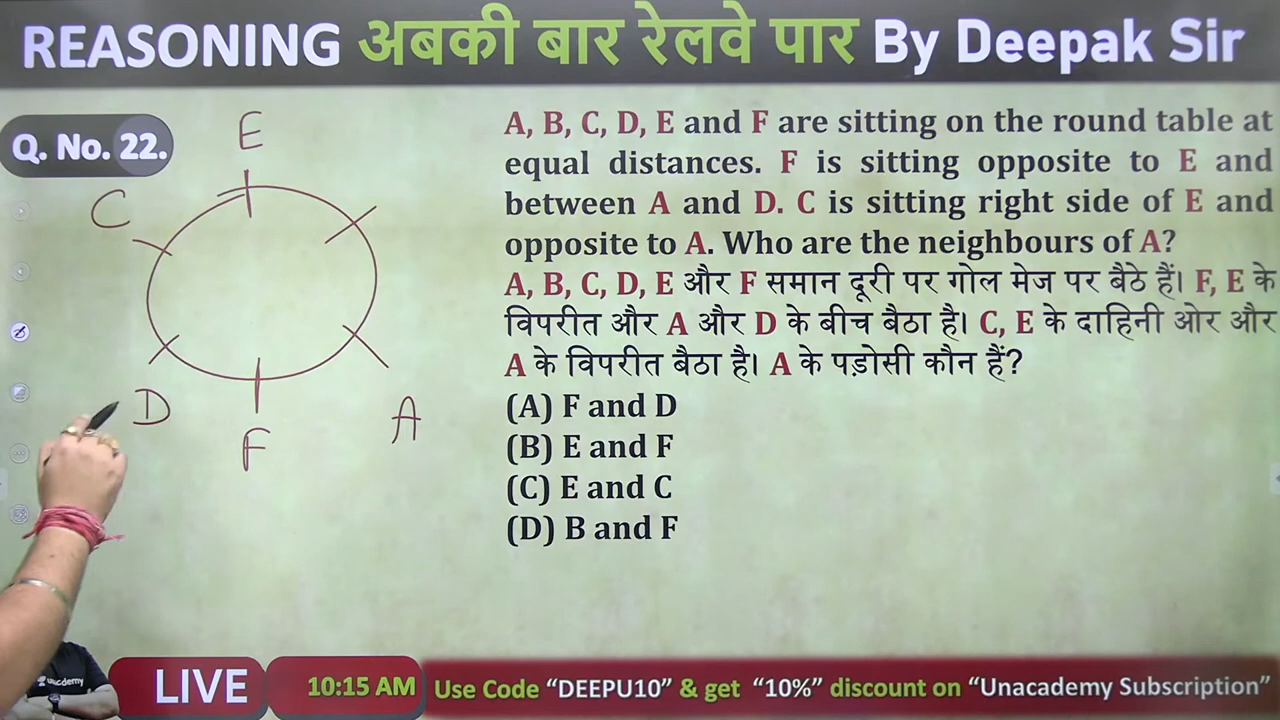 REASONING अबकी बार रेलवे पार By Deepak Sir
Q. No. 22.
E
C
D
F
A
A, B, C, D, E and F are sitting on the round table at
equal distances. F is sitting opposite to E and
between A and D. C is sitting right side of E and
opposite to A. Who are the neighbours of A?
A, B, C, D, E और F समान दूरी पर गोल मेज पर बैठे हैं। F, E के
विपरीत और A और D के बीच बैठा है। C, E के दाहिनी ओर और
A के विपरीत बैठा है। A के पड़ोसी कौन हैं?
(A) F and D
(B) E and F
(C) E and C
(D) B and F
unacademy
LIVE
10:15 AM
Use Code “DEEPU10” & get “10%” discount on “Unacademy Subscription”